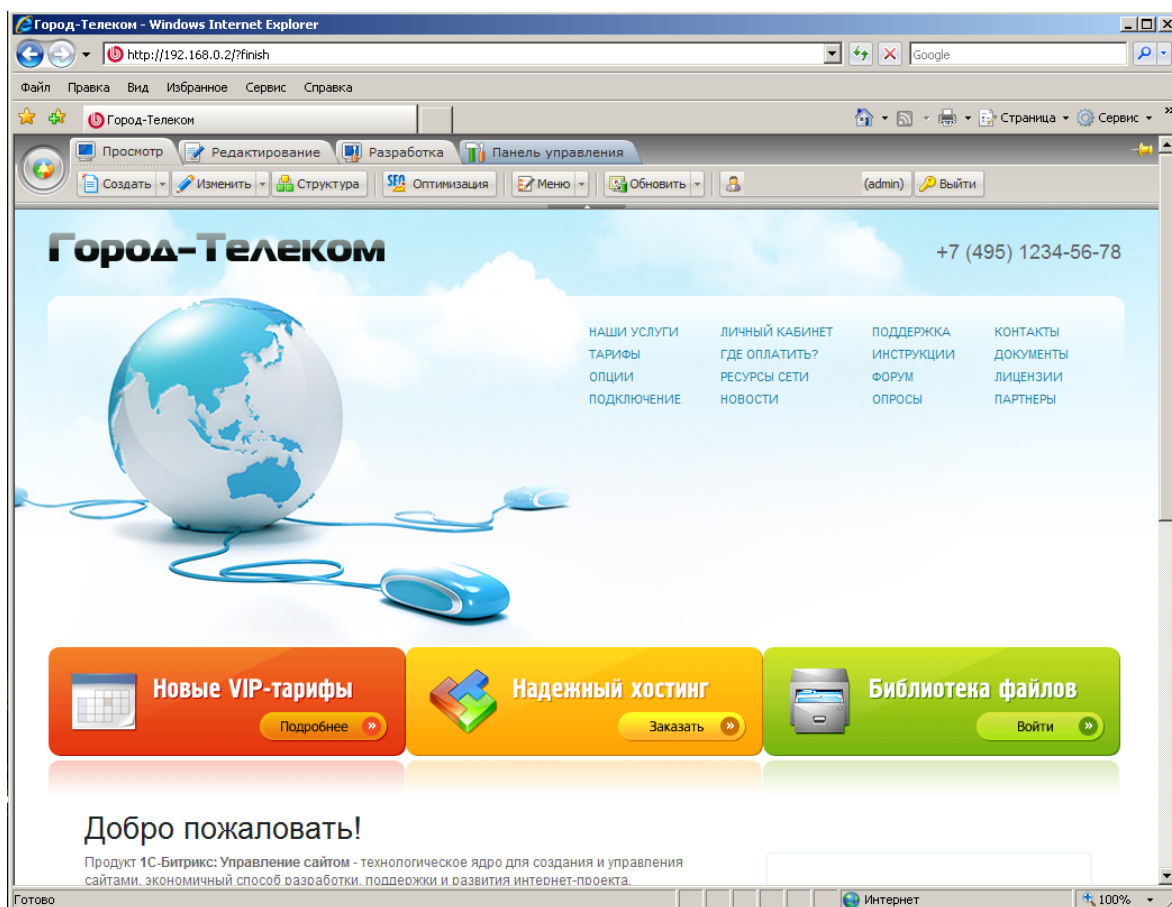 Город-Телеком - Windows Internet Explorer
http://192.168.0.2/?finish
Google
Файл Правка Вид Избранное Сервис Справка
Город-Телеком
Страница Сервис
Просмотр Редактирование Разработка Панель управления
Создать Изменить Структура SEO Оптимизация Меню Обновить (admin) Выйти
Город-Телеком
+7 (495) 1234-56-78
НАШИ УСЛУГИ ЛИЧНЫЙ КАБИНЕТ ПОДДЕРЖКА КОНТАКТЫ
ТАРИФЫ ГДЕ ОПЛАТИТЬ? ИНСТРУКЦИИ ДОКУМЕНТЫ
ОПЦИИ РЕСУРСЫ СЕТИ ФОРУМ ЛИЦЕНЗИИ
ПОДКЛЮЧЕНИЕ НОВОСТИ ОПРОСЫ ПАРТНЕРЫ
Новые VIP-тарифы
Подробнее
Надежный хостинг
Заказать
Библиотека файлов
Войти
Добро пожаловать!
Продукт 1С-Битрикс: Управление сайтом - технологическое ядро для создания и управления
сайтами, экономичный способ разработки, поддержки и развития интернет-проекта.
Готово
Интернет
100%